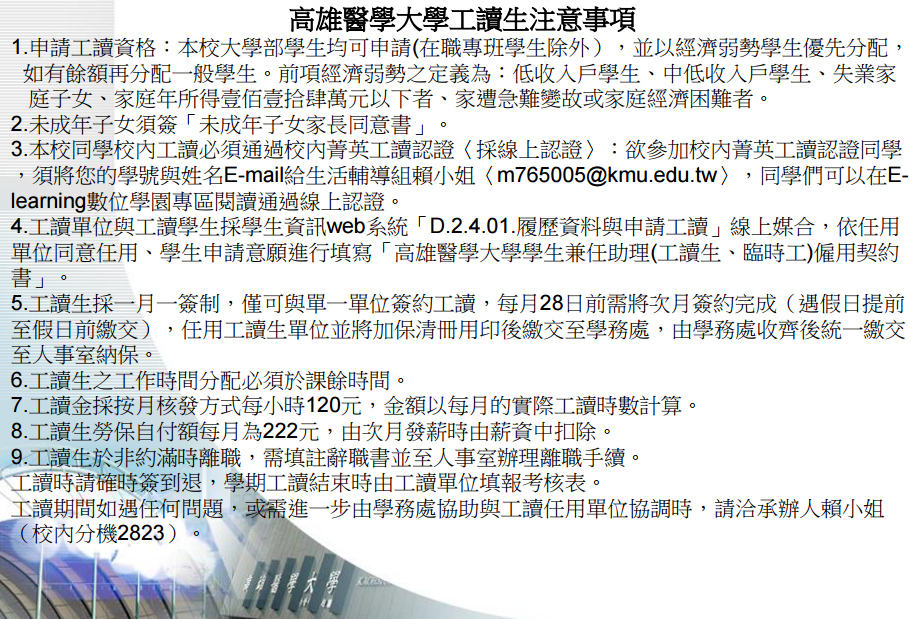 高雄醫學大學工讀生注意事項
1.申請工讀資格：本校大學部學生均可申請(在職專班學生除外），並以經濟弱勢學生優先分配，
如有餘額再分配一般學生。前項經濟弱勢之定義為：低收入戶學生、中低收入戶學生、失業家
庭子女、家庭年所得壹佰壹拾肆萬元以下者、家遭急難變故或家庭經濟困難者。
2.未成年子女須簽「未成年子女家長同意書」。
3.本校同學校內工讀必須通過校內菁英工讀認證〈採線上認證〉：欲參加校內菁英工讀認證同學
，須將您的學號與姓名E-mail給生活輔導組賴小姐〈m765005@kmu.edu.tw〉，同學們可以在E-
learning數位學園專區閱讀通過線上認證。
4.工讀單位與工讀學生採學生資訊web系統「D.2.4.01.履歷資料與申請工讀」線上媒合，依任用
單位同意任用、學生申請意願進行填寫「高雄醫學大學學生兼任助理(工讀生、臨時工)僱用契約
書」。
5.工讀生採一月一簽制，僅可與單一單位簽約工讀，每月28日前需將次月簽約完成（遇假日提前
至假日前繳交），任用工讀生單位並將加保清冊用印後繳交至學務處，由學務處收齊後統一繳交
至人事室納保。
6.工讀生之工作時間分配必須於課餘時間。
7.工讀金採按月核發方式每小時120元，金額以每月的實際工讀時數計算。
8.工讀生勞保自付額每月為222元，由次月發薪時由薪資中扣除。
9.工讀生於非約滿時離職，需填註辭職書並至人事室辦理離職手續。
工讀時請確時簽到退，學期工讀結束時由工讀單位填報考核表。
工讀期間如遇任何問題，或需進一步由學務處協助與工讀任用單位協調時，請洽承辦人賴小姐
（校內分機2823）。
高雄醫學大學